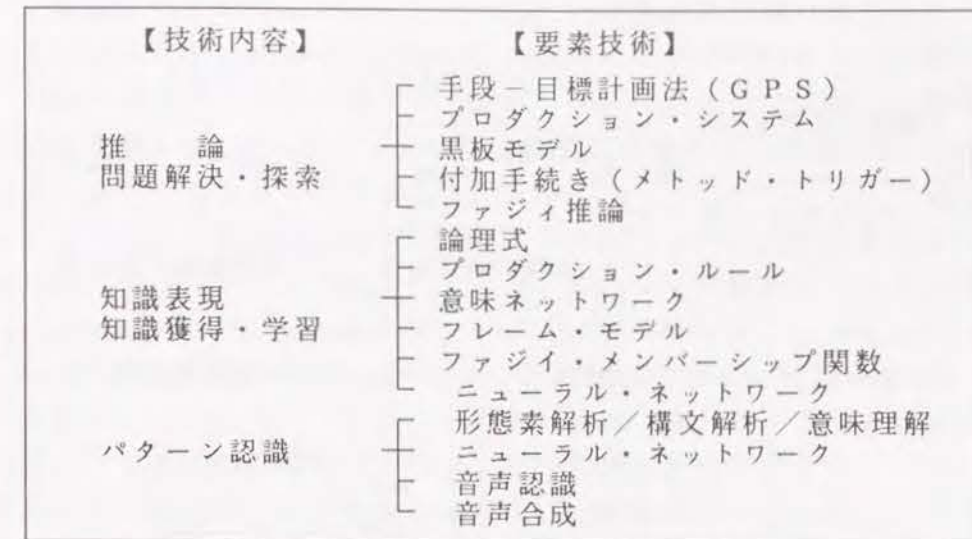 【技術内容】 【要素技術】
手段－目標計画法（ＧＰＳ）
プロダクション・システム
推　　論 黒板モデル
問題解決・探索 付加手続き（メトッド・トリガー）
ファジィ推論
論理式
プロダクション・ルール
知識表現 意味ネットワーク
知識獲得・学習 フレーム・モデル
ファジイ・メンバーシップ関数
ニューラル・ネットワーク
形態素解析／構文解析／意味理解
パターン認識 ニューラル・ネットワーク
音声認識
音声合成